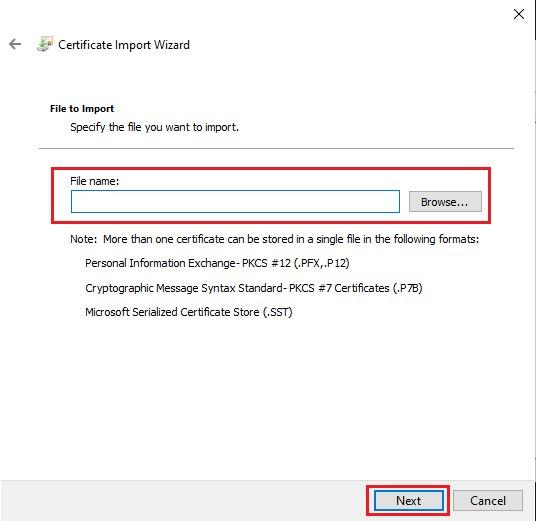 Certificate Import Wizard
File to Import
Specify the file you want to import.
File name:
Browse...
Note: More than one certificate can be stored in a single file in the following formats:
Personal Information Exchange- PKCS #12 (.PFX,.P12)
Cryptographic Message Syntax Standard- PKCS #7 Certificates (.P7B)
Microsoft Serialized Certificate Store (.SST)
Next
Cancel